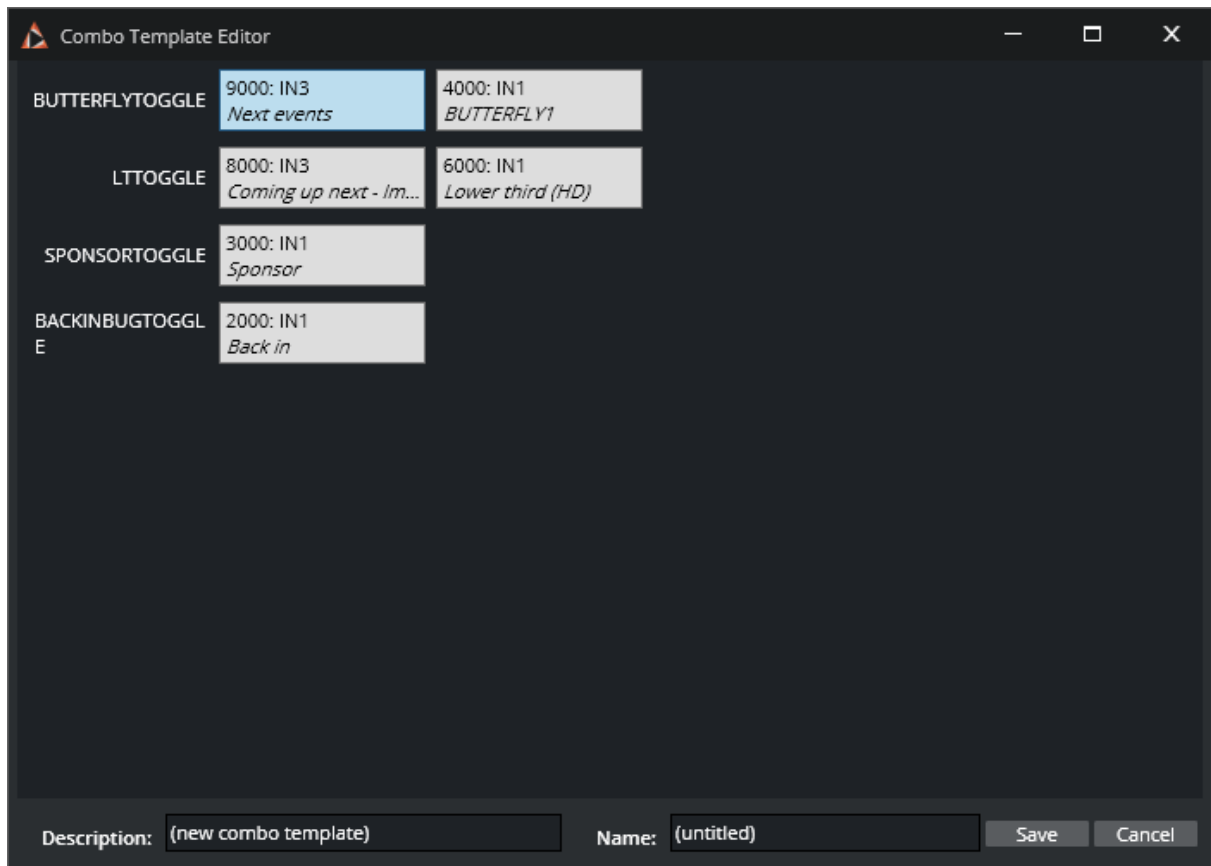 Combo Template Editor
BUTTERFLYTOGGLE
9000: IN3
Next events
4000: IN1
BUTTERFLY1
LTTOGGLE
8000: IN3
Coming up next - Im...
6000: IN1
Lower third (HD)
SPONSORTOGGLE
3000: IN1
Sponsor
BACKINBUGTOGGL
E
2000: IN1
Back in
Description: (new combo template) Name: (untitled) Save Cancel